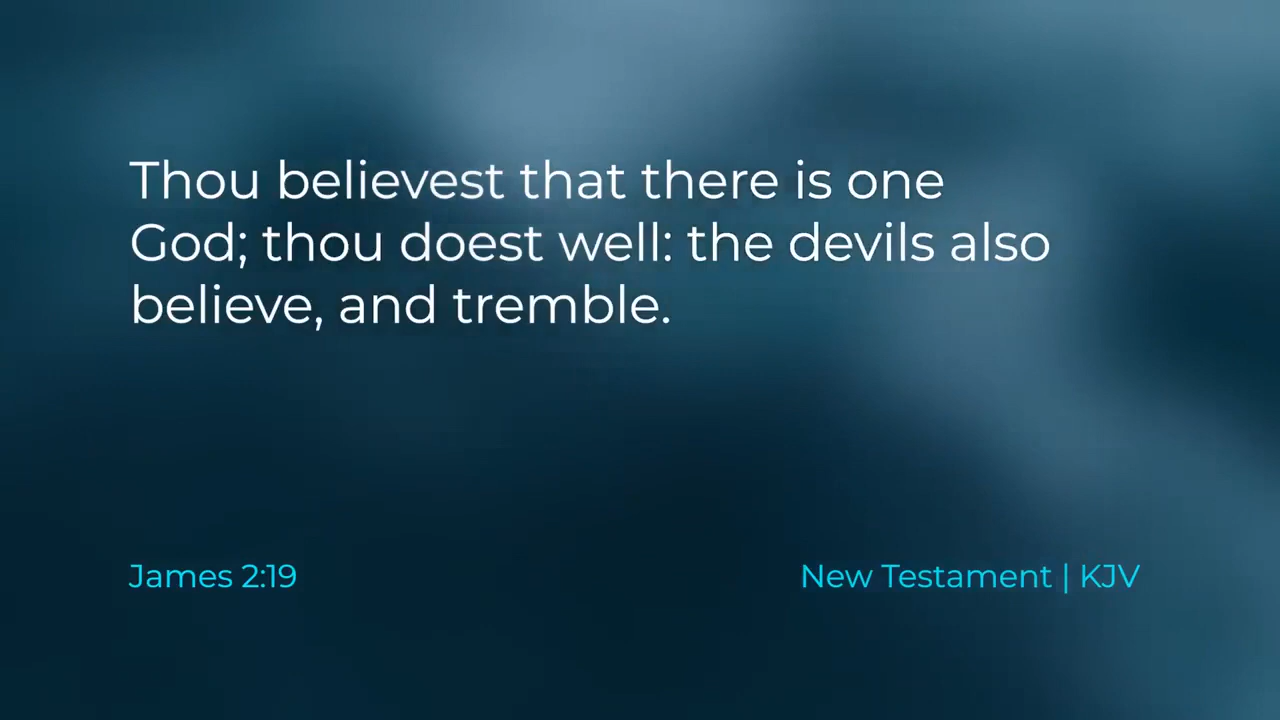 Thou believest that there is one
God; thou doest well: the devils also
believe, and tremble.
James 2:19
New Testament | KJV